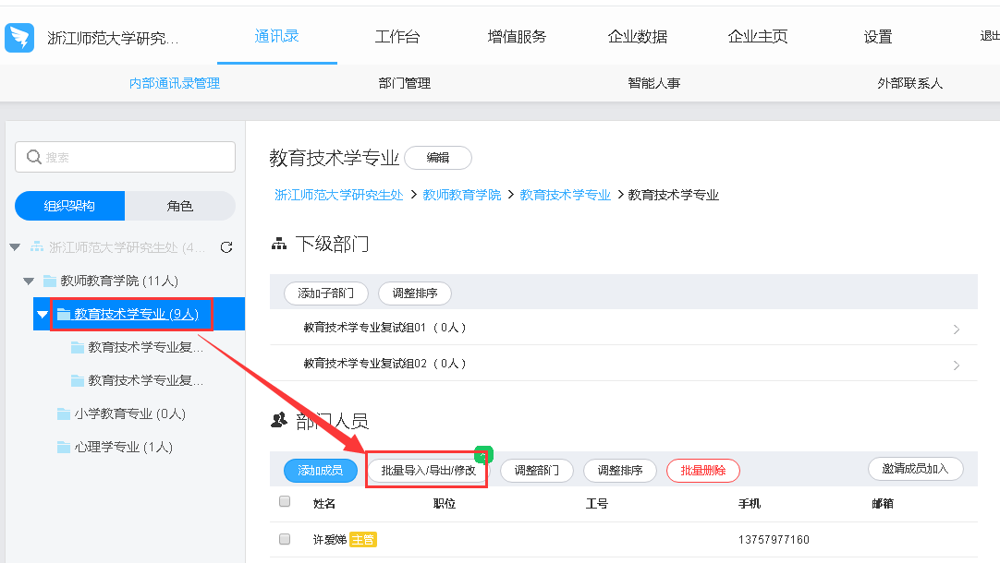 浙江师范大学研究... 通讯录 工作台 增值服务 企业数据 企业主页 设置 退出
内部通讯录管理 部门管理 智能人事 外部联系人
搜索
组织架构 角色
浙江师范大学研究生处 (4...
教师教育学院 (11人)
教育技术学专业 (9人)
教育技术学专业复...
教育技术学专业复...
小学教育专业 (0人)
心理学专业 (1人)
教育技术学专业 编辑
浙江师范大学研究生处 > 教师教育学院 > 教育技术学专业 > 教育技术学专业
下级部门
添加子部门 调整排序
教育技术学专业复试组01 ( 0人 )
教育技术学专业复试组02 ( 0人 )
部门人员
添加成员 批量导入/导出/修改 调整部门 调整排序 批量删除 邀请成员加入
姓名 职位 工号 手机 邮箱
许爱娣 主管 13757977160